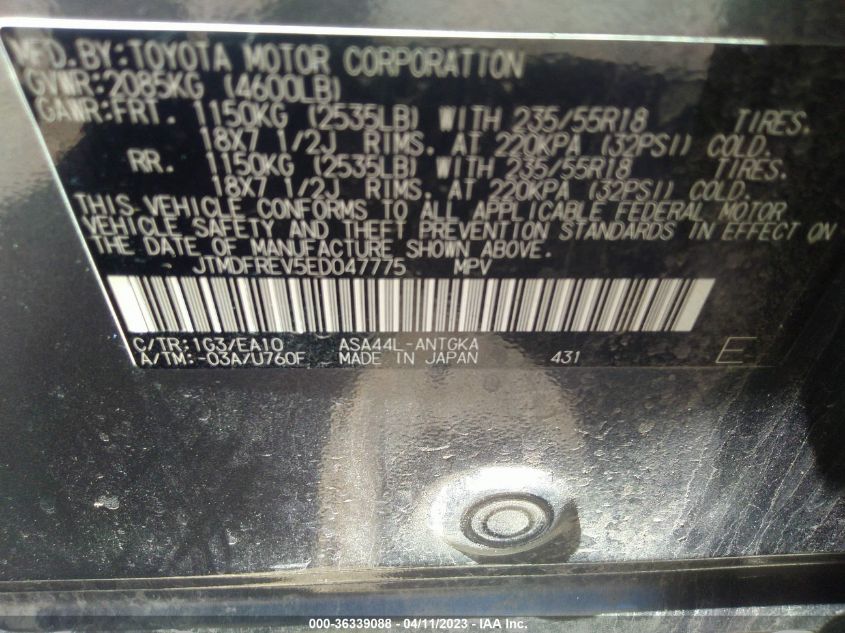 MFD.BY:TOYOTA MOTOR CORPORATION
GVWR:2085KG (4600LB)
GAWR:FRT. 1150KG (2535LB) WITH 235/55R18 TIRES.
18X7 1/2J RIMS. AT 220KPA (32PSI) COLD.
RR. 1150KG (2535LB) WITH 235/55R18 TIRES.
18X7 1/2J RIMS. AT 220KPA (32PSI) COLD.
THIS VEHICLE CONFORMS TO ALL APPLICABLE FEDERAL MOTOR
VEHICLE SAFETY AND THEFT PREVENTION STANDARDS IN EFFECT ON
THE DATE OF MANUFACTURE SHOWN ABOVE.
JTMDFREV5ED047775 MPV
C/TR:1G3/EA10 ASA44L-ANTGKA
A/TM:-03A/U760F MADE IN JAPAN 431 E
000-36339088 - 04/11/2023 - IAA Inc.